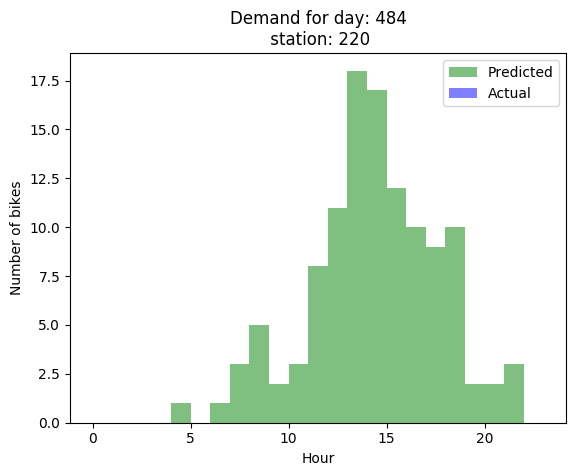 Demand for day: 484
station: 220
Predicted
Actual
17.5
15.0
12.5
10.0
7.5
5.0
2.5
0.0
Number of bikes
0 5 10 15 20
Hour